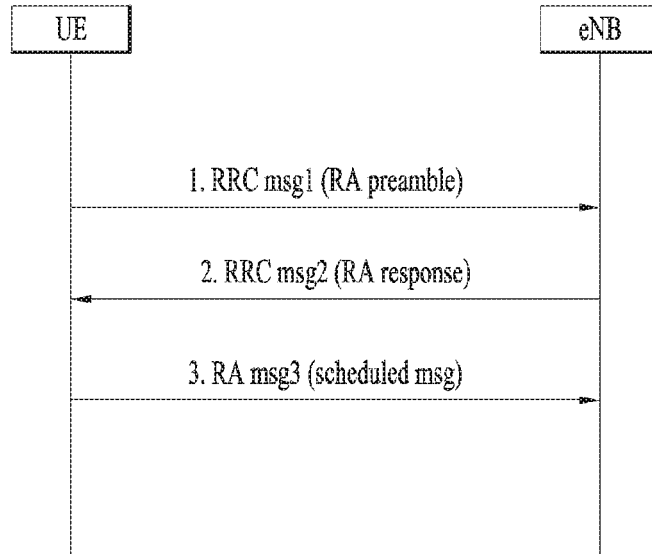 UE
eNB
1. RRC msg1 (RA preamble)
2. RRC msg2 (RA response)
3. RA msg3 (scheduled msg)